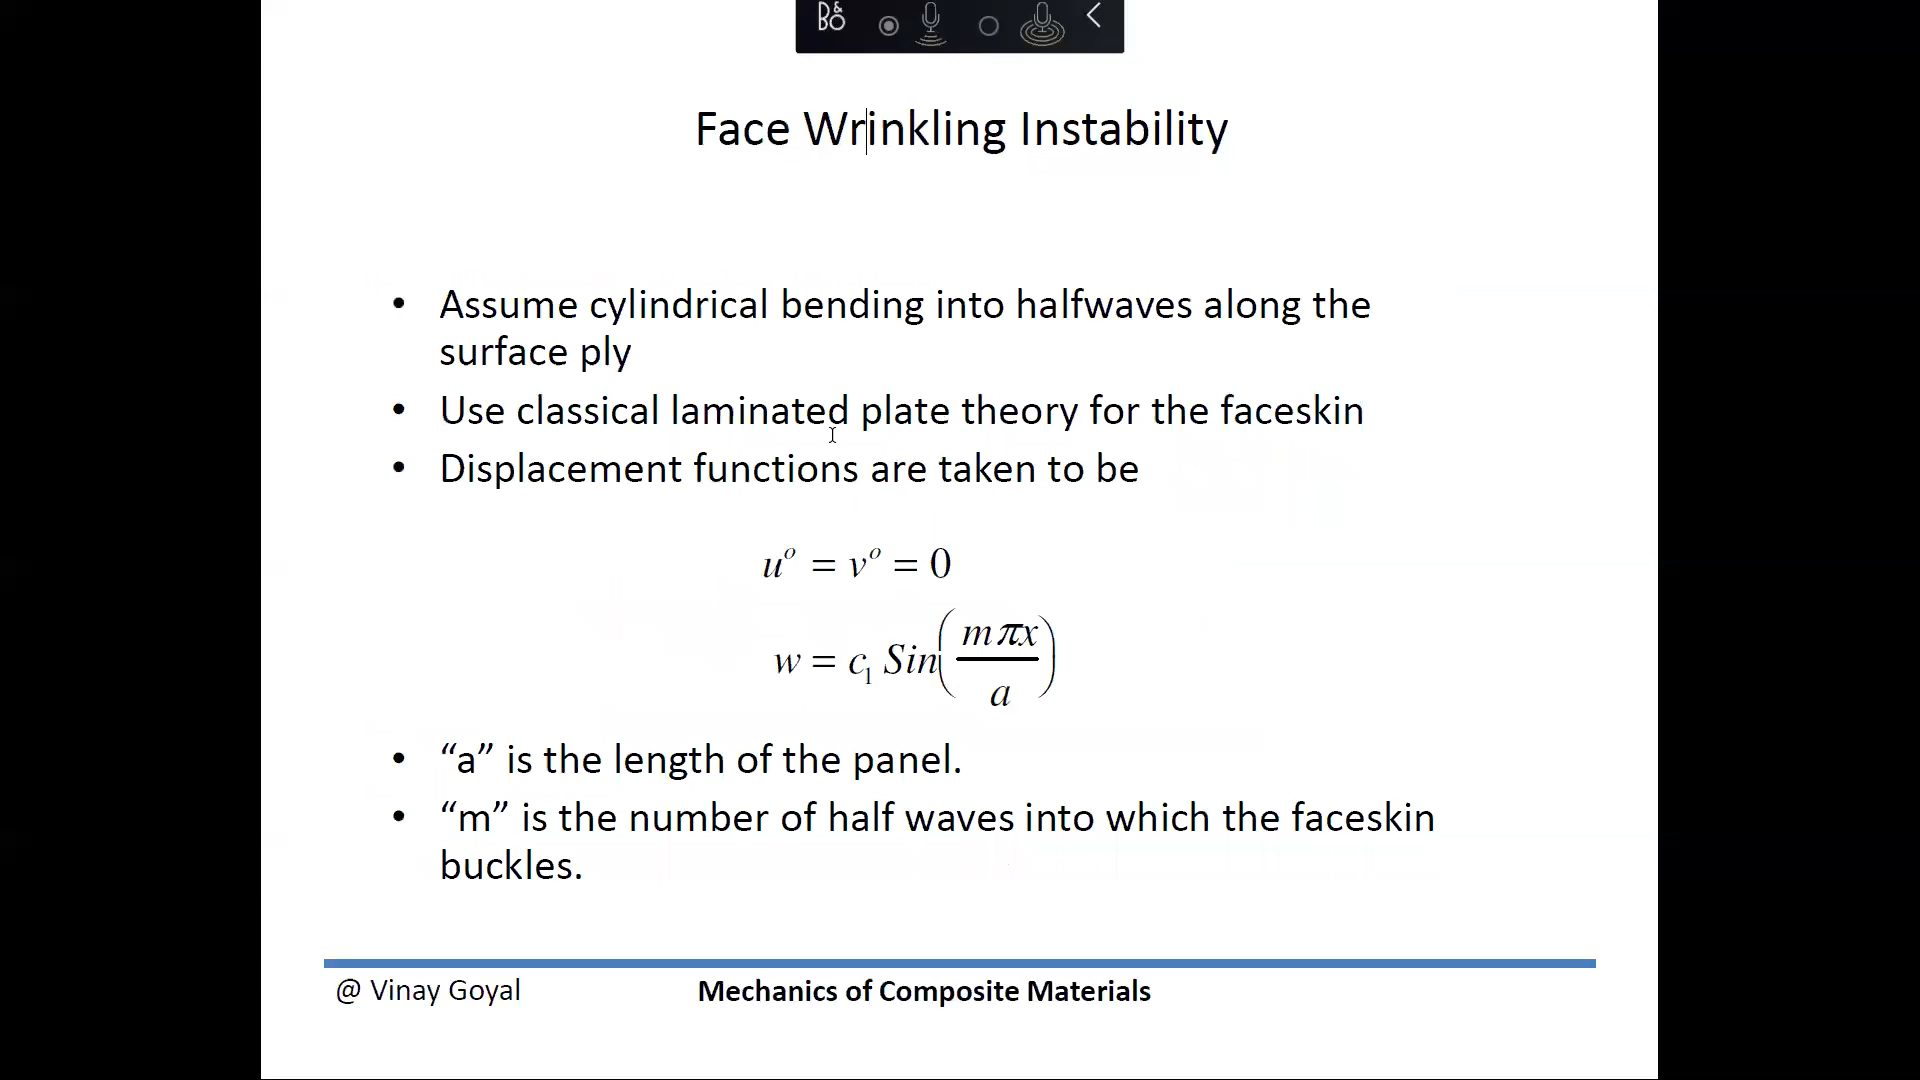 B&O
Face Wrinkling Instability
• Assume cylindrical bending into halfwaves along the
surface ply
• Use classical laminated plate theory for the faceskin
• Displacement functions are taken to be
uᵒ = vᵒ = 0
w = c₁ Sin(mπx/a)
• “a” is the length of the panel.
• “m” is the number of half waves into which the faceskin
buckles.
@ Vinay Goyal
Mechanics of Composite Materials